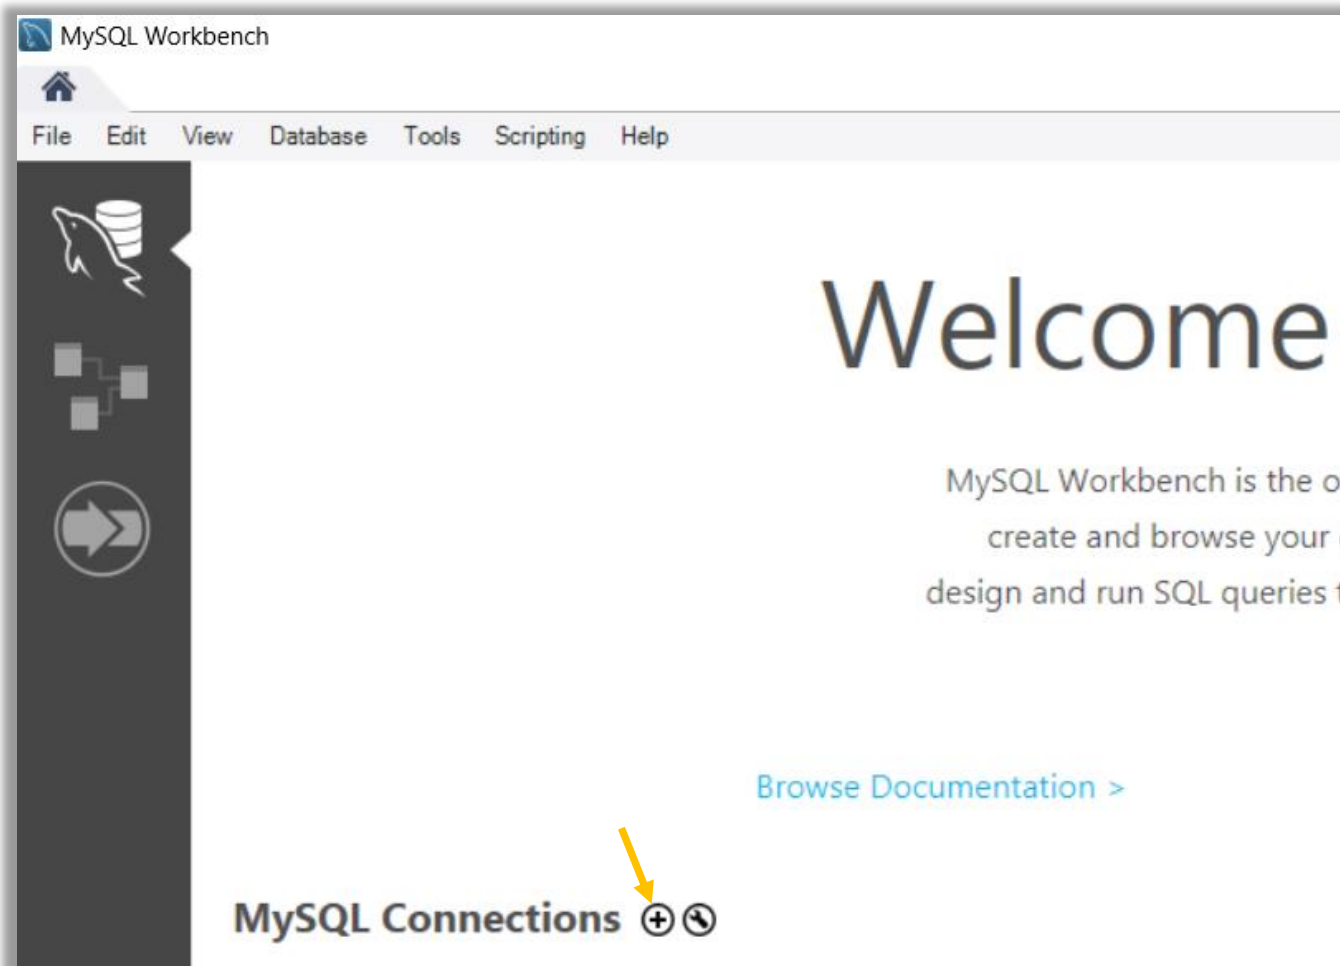 MySQL Workbench
File Edit View Database Tools Scripting Help
Welcome
MySQL Workbench is the
create and browse your
design and run SQL queries
Browse Documentation >
MySQL Connections